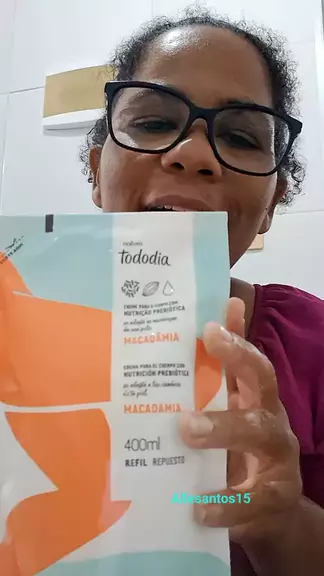 natura
tododia
CREME PARA O CORPO COM
NUTRIÇÃO PREBIÓTICA
se adapta às mudanças
da sua pele
MACADÂMIA
CREMA PARA EL CUERPO CON
NUTRICIÓN PREBIÓTICA
se adapta a los cambios
de tu piel
MACADAMIA
400ml
REFIL REPUESTO
santos15